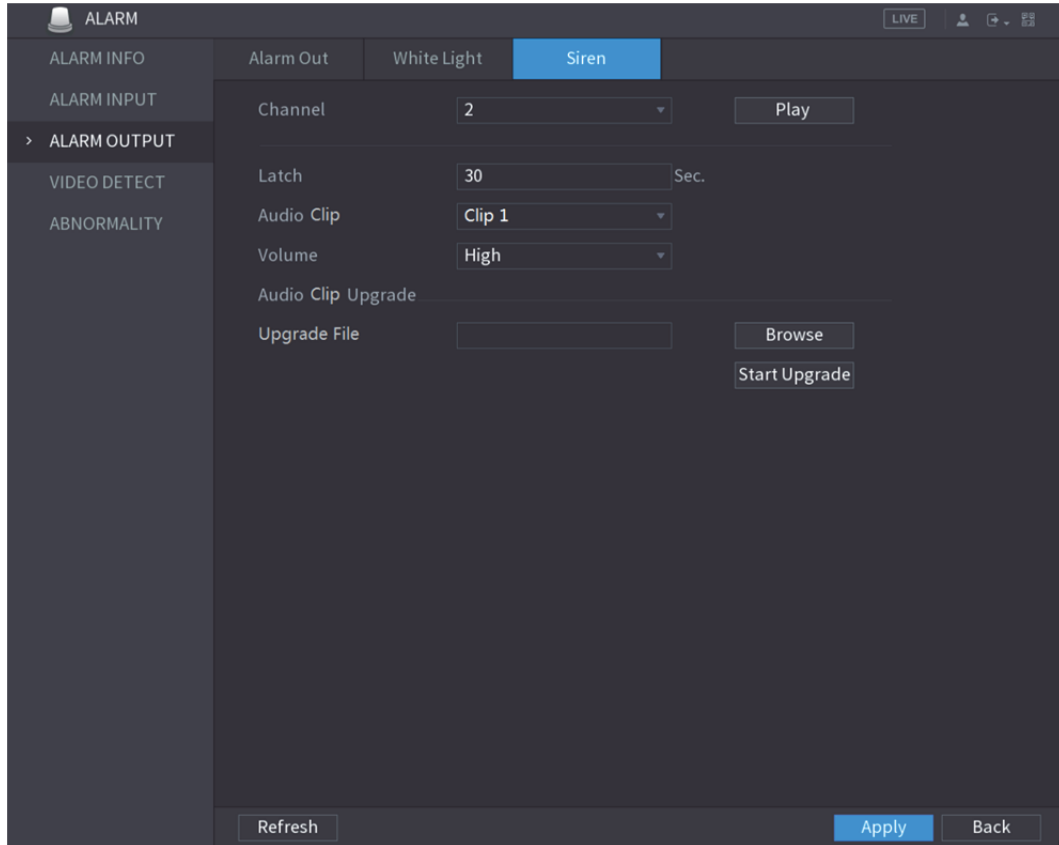 ALARM
LIVE
ALARM INFO
ALARM INPUT
> ALARM OUTPUT
VIDEO DETECT
ABNORMALITY
Alarm Out White Light Siren
Channel 2 Play
Latch 30 Sec.
Audio Clip Clip 1
Volume High
Audio Clip Upgrade
Upgrade File Browse
Start Upgrade
Refresh Apply Back